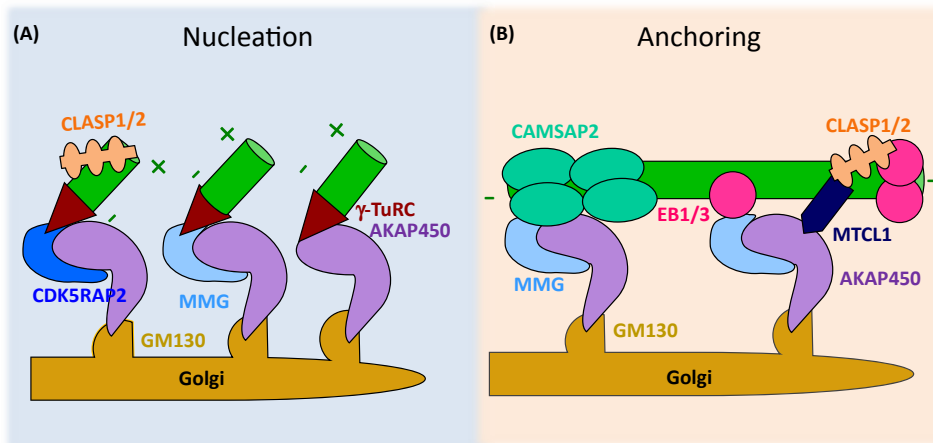 (A)
Nucleation
CLASP1/2
+
+
+
-
-
-
γ-TuRC
AKAP450
CDK5RAP2
MMG
GM130
Golgi
(B)
Anchoring
CAMSAP2
CLASP1/2
-
-
EB1/3
MTCL1
MMG
AKAP450
GM130
Golgi